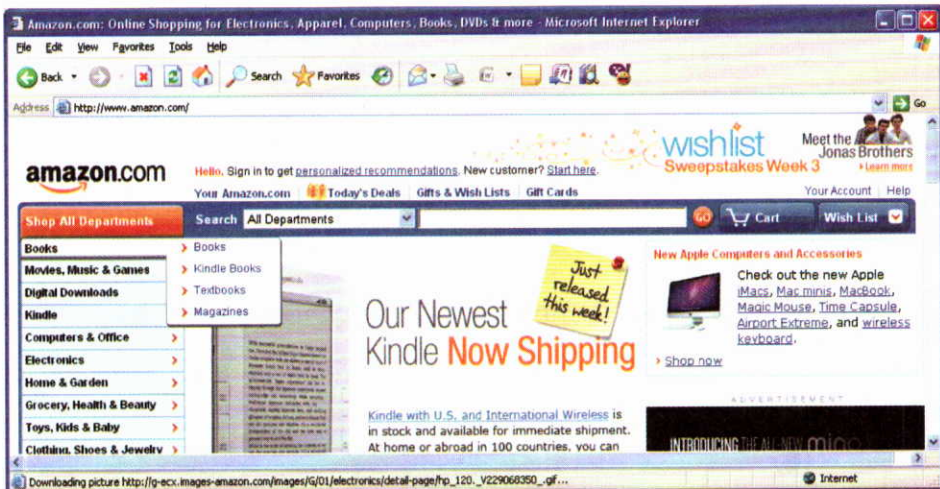 Amazon.com: Online Shopping for Electronics, Apparel, Computers, Books, DVDs & more - Microsoft Internet Explorer
File Edit View Favorites Tools Help
Back Search Favorites
Address http://www.amazon.com/ Go
wishlist
Sweepstakes Week 3
Meet the
Jonas Brothers
Learn more
amazon.com
Hello. Sign in to get personalized recommendations. New customer? Start here.
Your Amazon.com Today's Deals Gifts & Wish Lists Gift Cards Your Account Help
Shop All Departments Search All Departments GO Cart Wish List
Books
Movies, Music & Games
Digital Downloads
Kindle
Computers & Office
Electronics
Home & Garden
Grocery, Health & Beauty
Toys, Kids & Baby
Clothing, Shoes & Jewelry
Books
Kindle Books
Textbooks
Magazines
Just
released
this week!
Our Newest
Kindle Now Shipping
Kindle with U.S. and International Wireless is
in stock and available for immediate shipment.
At home or abroad in 100 countries, you can
New Apple Computers and Accessories
Check out the new Apple
iMacs, Mac minis, MacBook,
Magic Mouse, Time Capsule,
Airport Extreme, and wireless
keyboard.
Shop now
ADVERTISEMENT
INTRODUCING THE ALL-NEW mino
Downloading picture http://g-ecx.images-amazon.com/images/G/01/electronics/detail-page/hp_120._V229068350_.gif... Internet